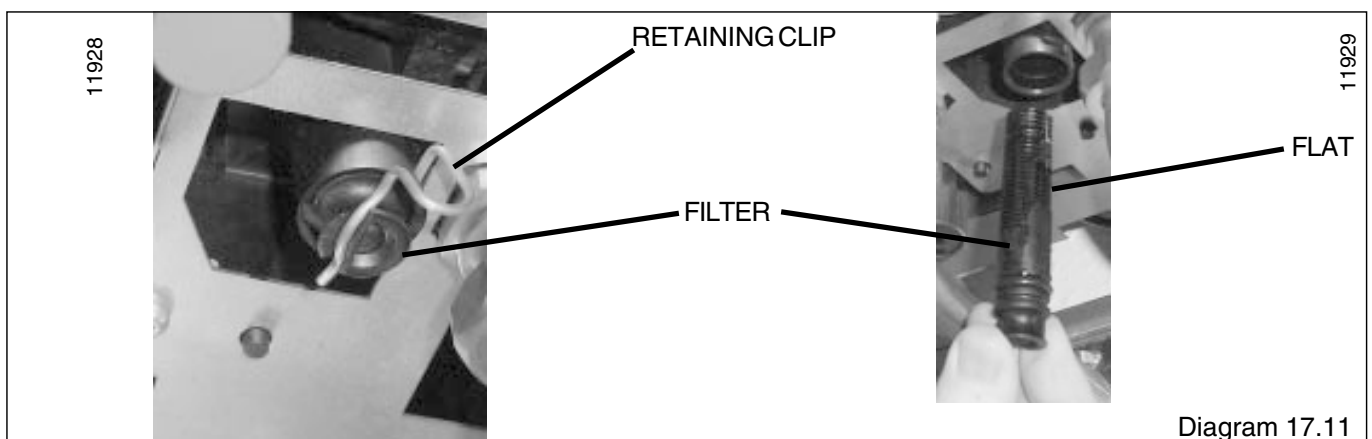 11928
RETAINING CLIP
FILTER
11929
FLAT
Diagram 17.11